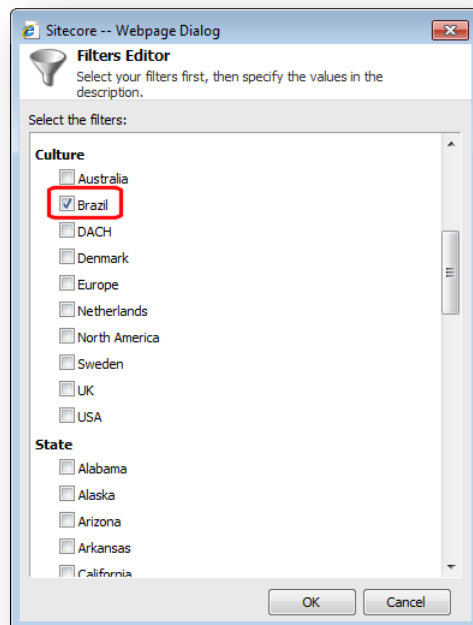 Sitecore -- Webpage Dialog
Filters Editor
Select your filters first, then specify the values in the
description.
Select the filters:
Culture
Australia
Brazil
DACH
Denmark
Europe
Netherlands
North America
Sweden
UK
USA
State
Alabama
Alaska
Arizona
Arkansas
California
OK
Cancel